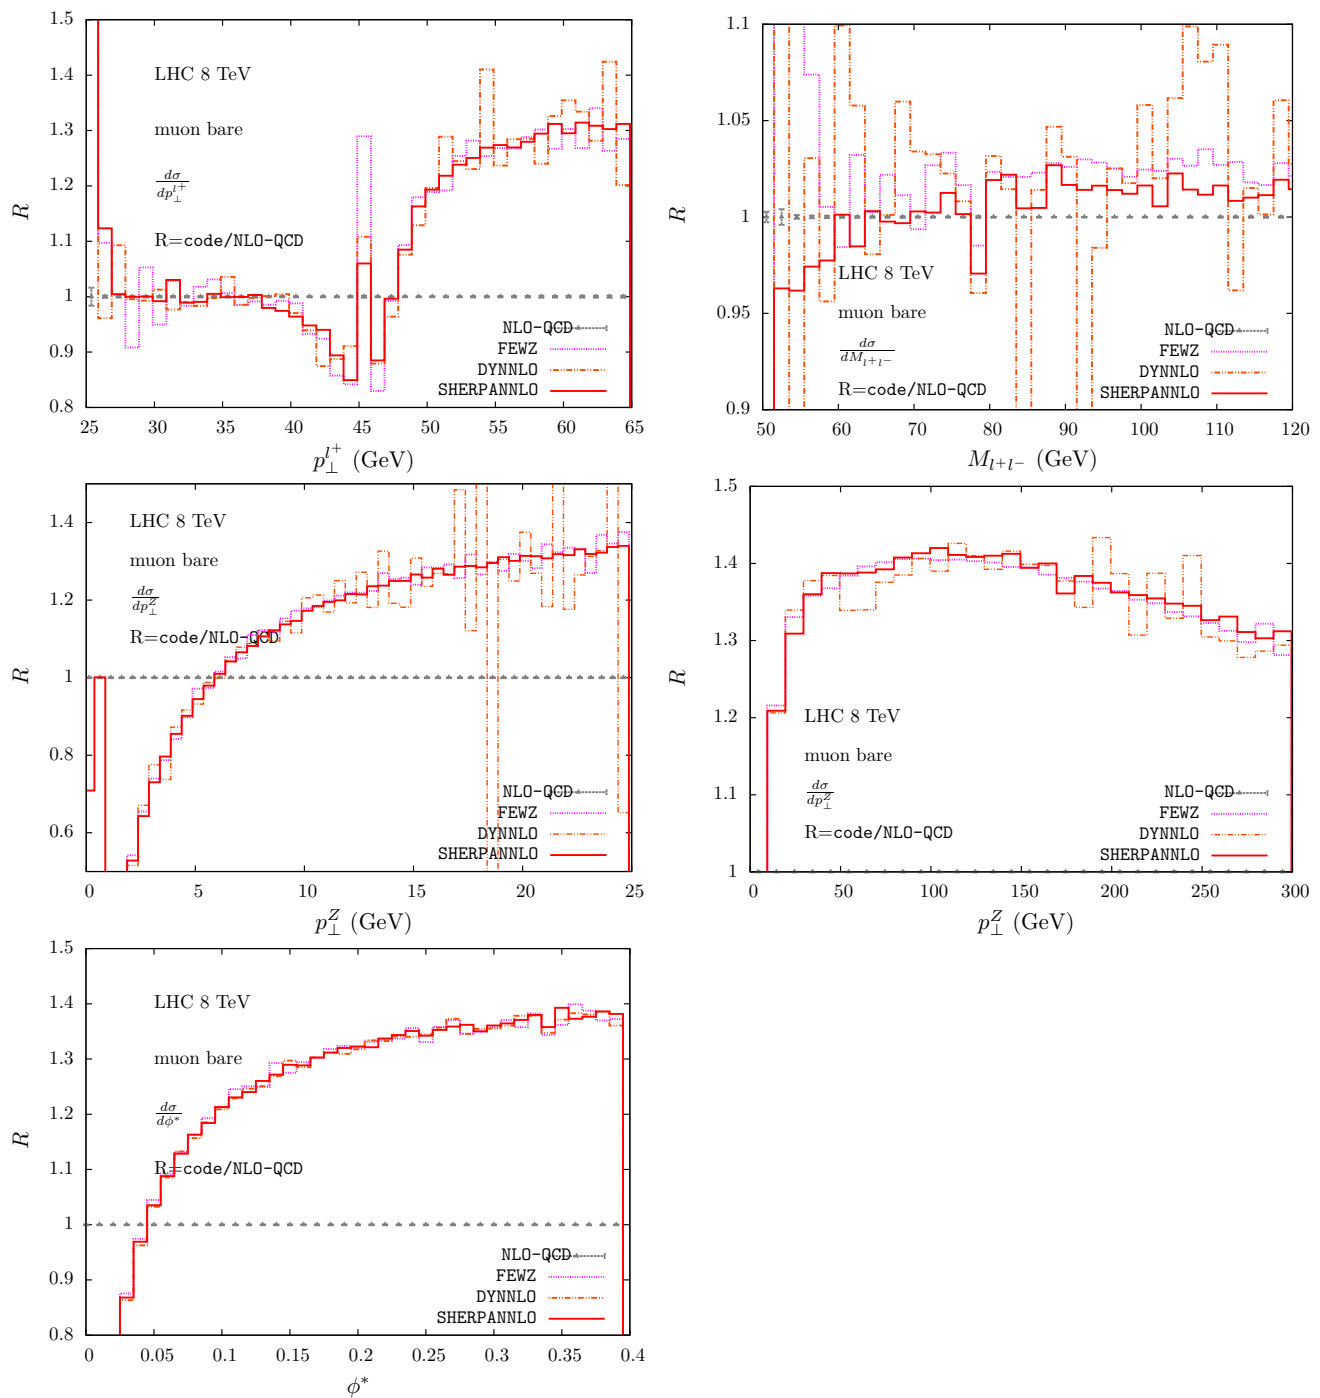 1.5
1.4
1.3
1.2
1.1
1
0.9
0.8
R
LHC 8 TeV
muon bare
dσ/dp⊥^{l+}
R=code/NLO-QCD
NLO-QCD
FEWZ
DYNNLO
SHERPANNLO
25 30 35 40 45 50 55 60 65
p⊥^{l+} (GeV)
1.1
1.05
1
0.95
0.9
R
LHC 8 TeV
muon bare
dσ/dM_{l+l−}
R=code/NLO-QCD
NLO-QCD
FEWZ
DYNNLO
SHERPANNLO
50 60 70 80 90 100 110 120
M_{l+l−} (GeV)
1.4
1.2
1
0.8
0.6
R
LHC 8 TeV
muon bare
dσ/dp⊥^Z
R=code/NLO-QCD
NLO-QCD
FEWZ
DYNNLO
SHERPANNLO
0 5 10 15 20 25
p⊥^Z (GeV)
1.5
1.4
1.3
1.2
1.1
1
R
LHC 8 TeV
muon bare
dσ/dp⊥^Z
R=code/NLO-QCD
NLO-QCD
FEWZ
DYNNLO
SHERPANNLO
0 50 100 150 200 250 300
p⊥^Z (GeV)
1.5
1.4
1.3
1.2
1.1
1
0.9
0.8
R
LHC 8 TeV
muon bare
dσ/dϕ*
R=code/NLO-QCD
NLO-QCD
FEWZ
DYNNLO
SHERPANNLO
0 0.05 0.1 0.15 0.2 0.25 0.3 0.35 0.4
ϕ*